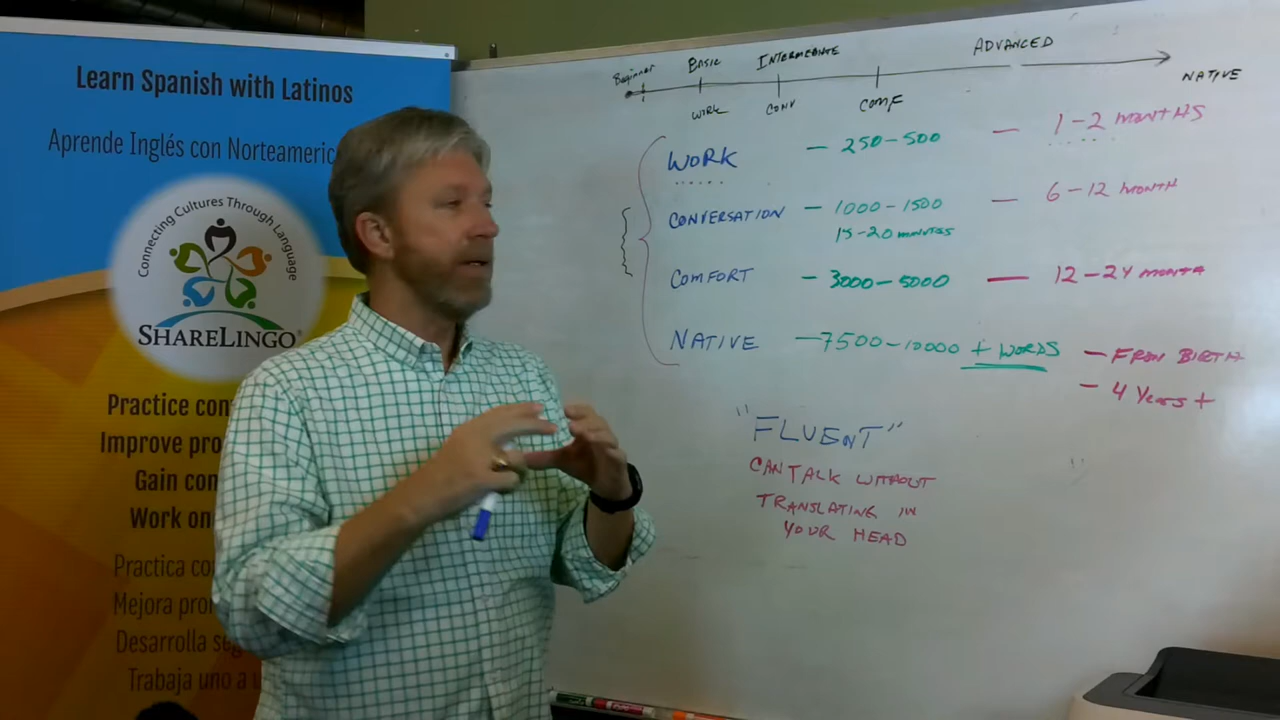 Learn Spanish with Latinos
Aprende Inglés con Norteameric
Connecting Cultures Through Language
SHARELINGO®
Practice con
Improve pro
Gain con
Work on
Practica co
Mejora pro
Desarrolla seg
Trabaja uno a u
Beginner BASIC INTERMEDIATE ADVANCED
NATIVE
WORK CONV COMF
WORK — 250-500 — 1-2 MONTHS
CONVERSATION — 1000-1500 — 6-12 MONTH
15-20 MINUTES
COMFORT — 3000-5000 — 12-24 MONTH
NATIVE — 7500-10000 + WORDS — FROM BIRTH
— 4 Years +
"FLUENT"
CAN TALK WITHOUT
TRANSLATING IN
YOUR HEAD